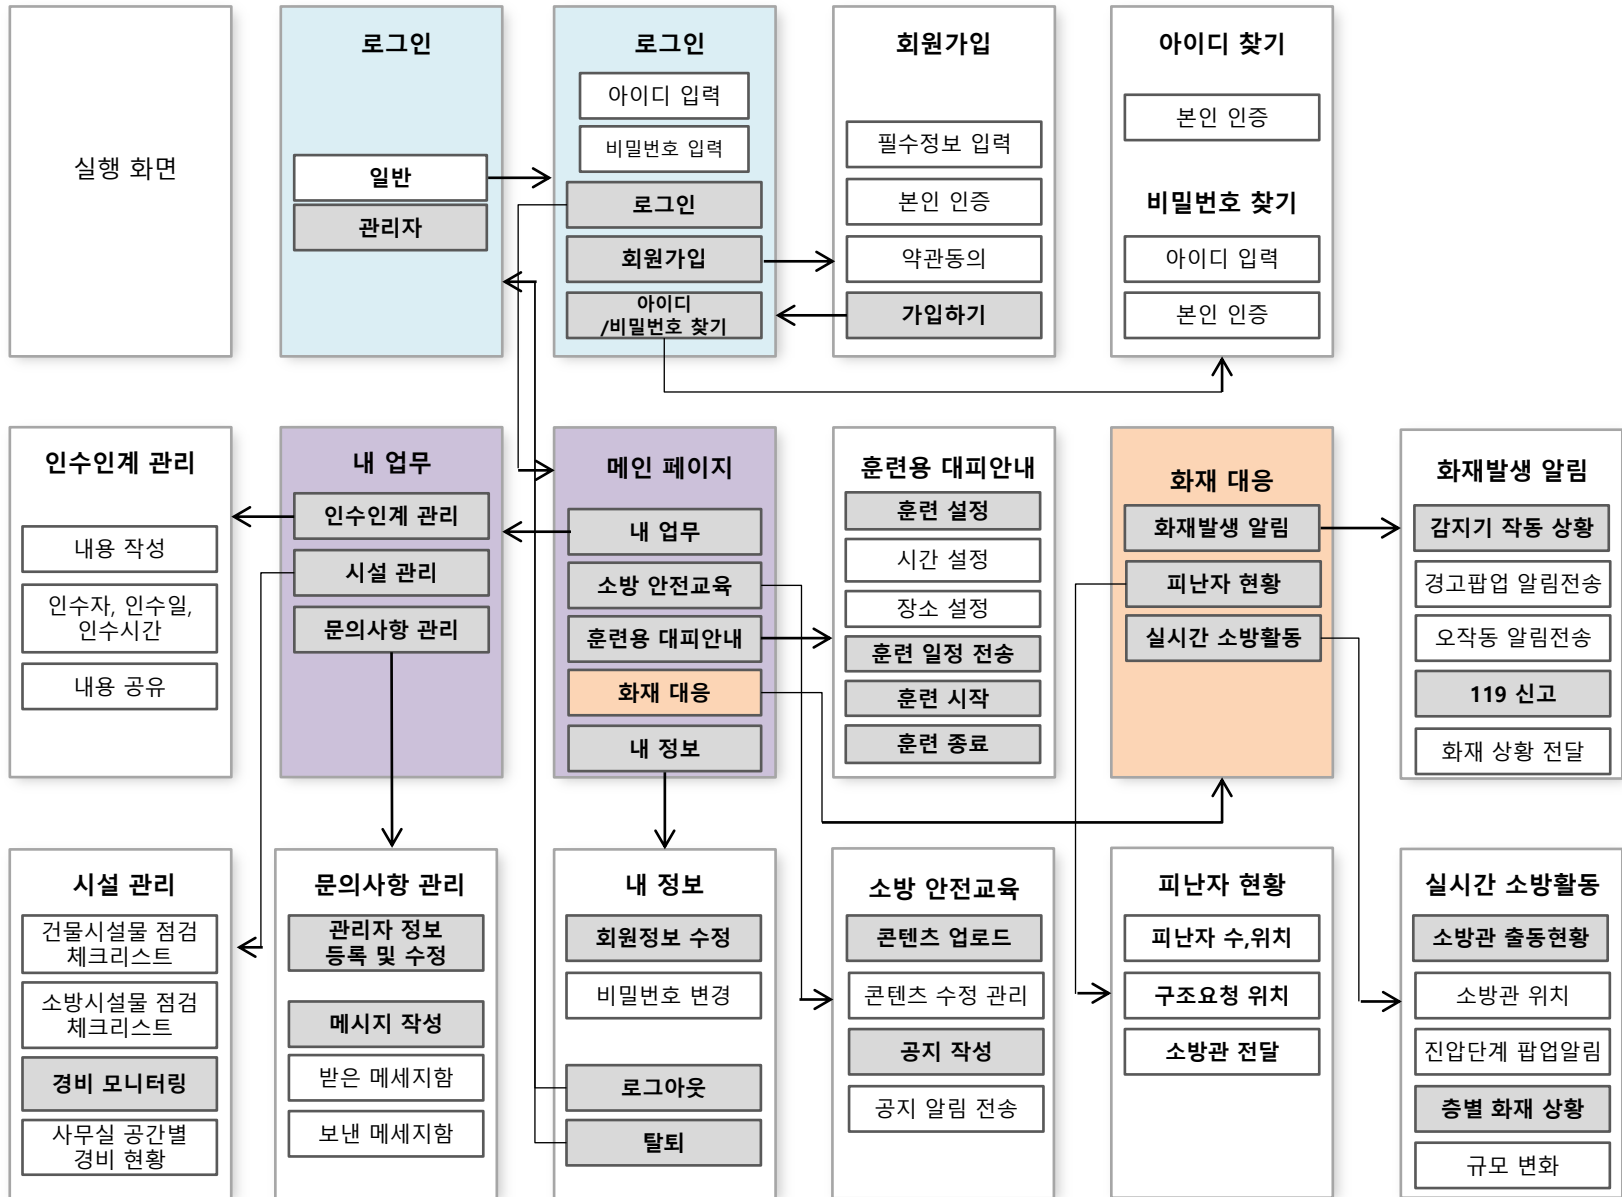 실행 화면
로그인
일반
관리자
로그인
아이디 입력
비밀번호 입력
로그인
회원가입
아이디
/비밀번호 찾기
회원가입
필수정보 입력
본인 인증
약관동의
가입하기
아이디 찾기
본인 인증
비밀번호 찾기
아이디 입력
본인 인증
인수인계 관리
내용 작성
인수자, 인수일,
인수시간
내용 공유
내 업무
인수인계 관리
시설 관리
문의사항 관리
메인 페이지
내 업무
소방 안전교육
훈련용 대피안내
화재 대응
내 정보
훈련용 대피안내
훈련 설정
시간 설정
장소 설정
훈련 일정 전송
훈련 시작
훈련 종료
화재 대응
화재발생 알림
피난자 현황
실시간 소방활동
화재발생 알림
감지기 작동 상황
경고팝업 알림전송
오작동 알림전송
119 신고
화재 상황 전달
시설 관리
건물시설물 점검
체크리스트
소방시설물 점검
체크리스트
경비 모니터링
사무실 공간별
경비 현황
문의사항 관리
관리자 정보
등록 및 수정
메시지 작성
받은 메세지함
보낸 메세지함
내 정보
회원정보 수정
비밀번호 변경
로그아웃
탈퇴
소방 안전교육
콘텐츠 업로드
콘텐츠 수정 관리
공지 작성
공지 알림 전송
피난자 현황
피난자 수,위치
구조요청 위치
소방관 전달
실시간 소방활동
소방관 출동현황
소방관 위치
진압단계 팝업알림
층별 화재 상황
규모 변화